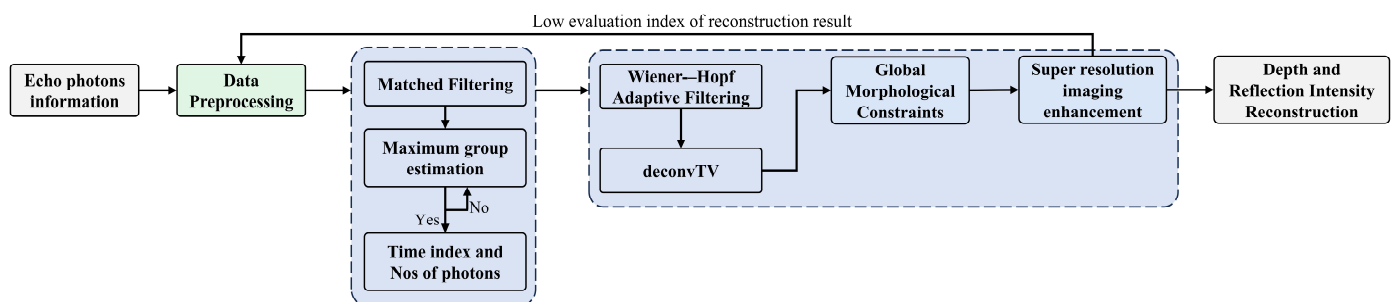 Low evaluation index of reconstruction result
Echo photons
information
Data
Preprocessing
Matched Filtering
Maximum group
estimation
Yes
No
Time index and
Nos of photons
Wiener-–Hopf
Adaptive Filtering
deconvTV
Global
Morphological
Constraints
Super resolution
imaging
enhancement
Depth and
Reflection Intensity
Reconstruction